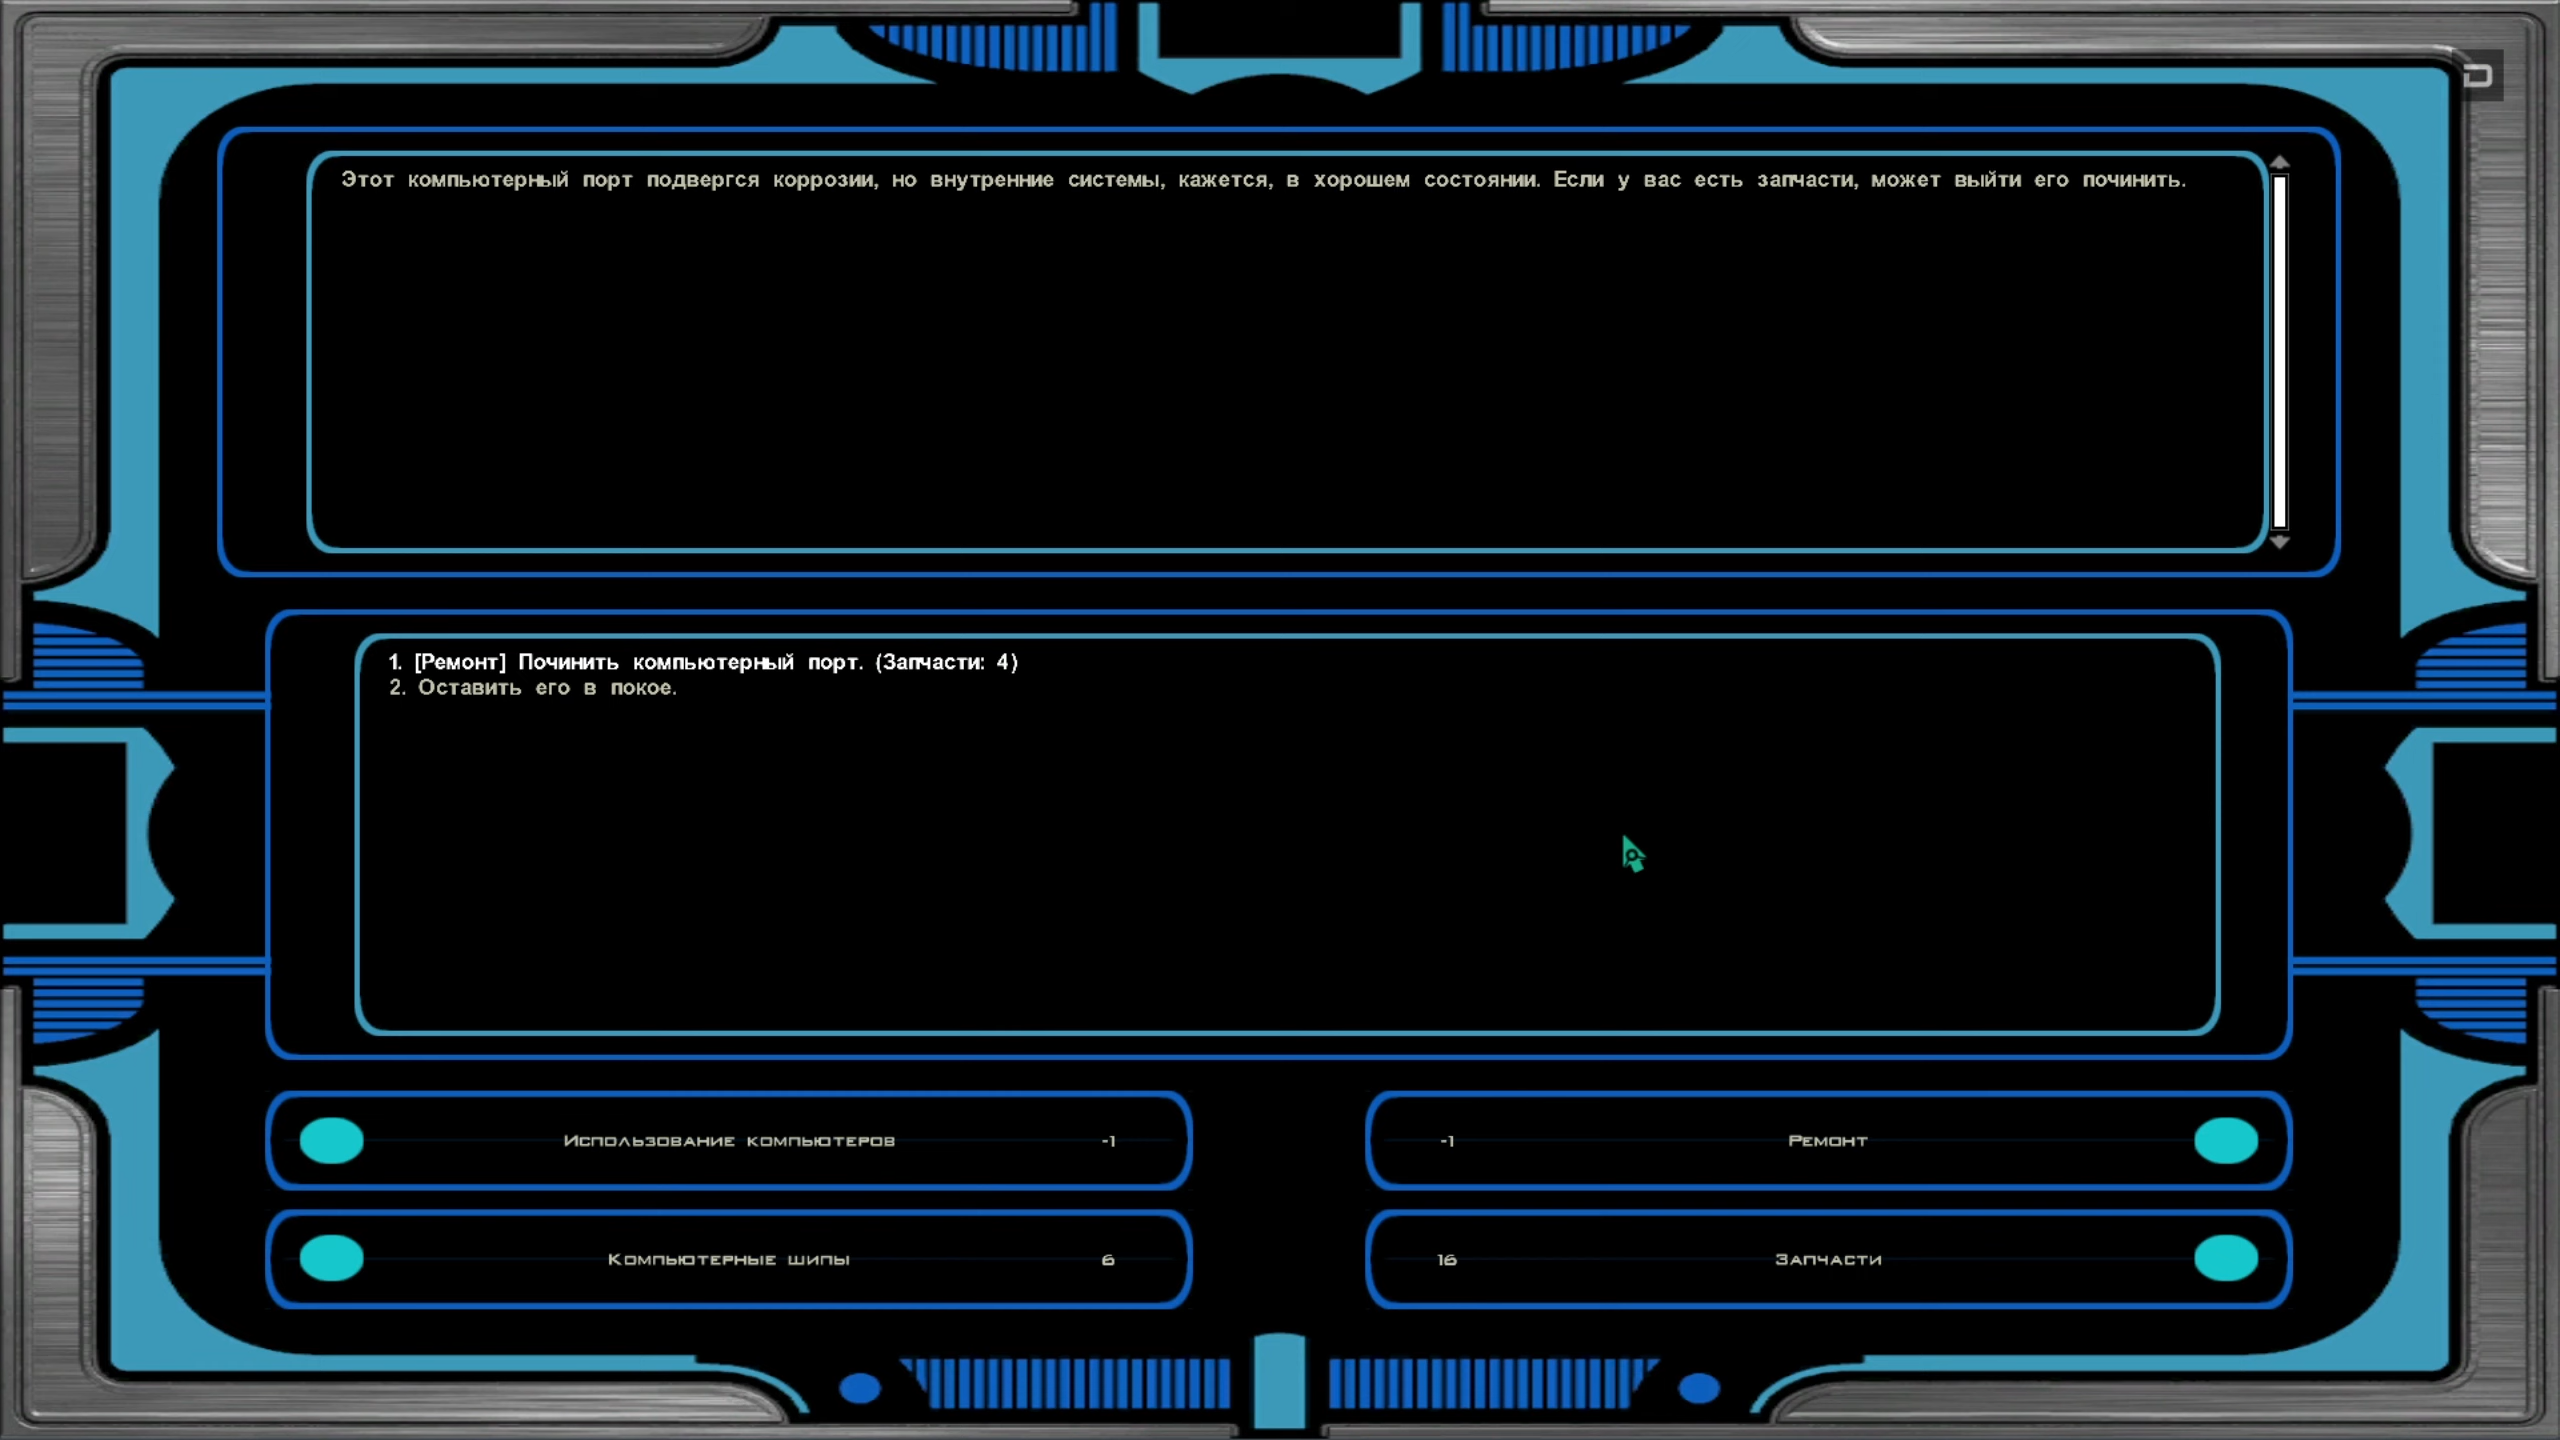 Этот компьютерный порт подвергся коррозии, но внутренние системы, кажется, в хорошем состоянии. Если у вас есть запчасти, может выйти его починить.
1. [Ремонт] Починить компьютерный порт. (Запчасти: 4)
2. Оставить его в покое.
Использование компьютеров -1
-1 Ремонт
Компьютерные шипы 6
16 Запчасти